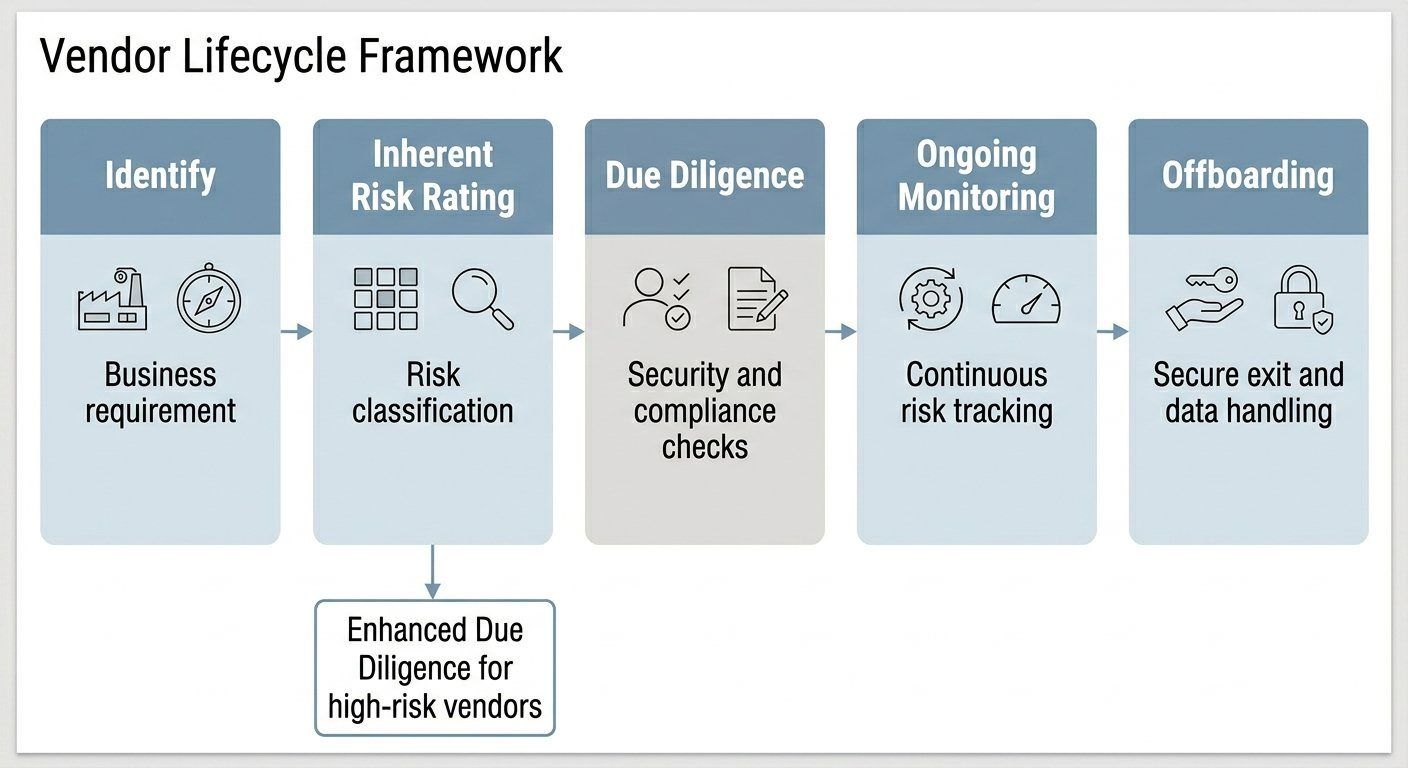 Vendor Lifecycle Framework
Identify
Business
requirement
Inherent
Risk Rating
Risk
classification
Enhanced Due
Diligence for
high-risk vendors
Due Diligence
Security and
compliance
checks
Ongoing
Monitoring
Continuous
risk tracking
Offboarding
Secure exit and
data handling